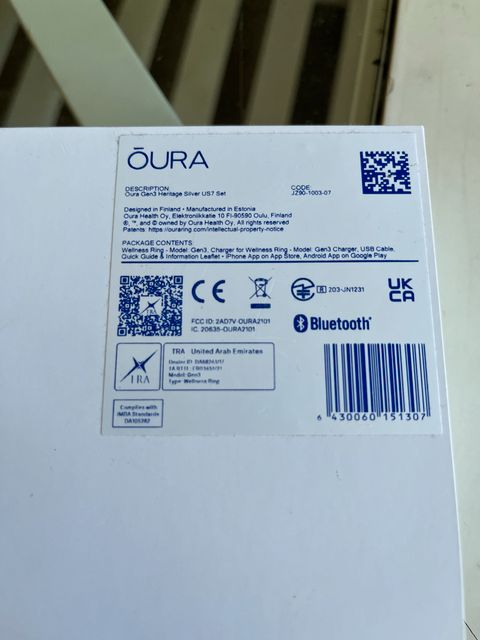 ŌURA
DESCRIPTION:
Oura Gen3 Heritage Silver US7 Set
CODE:
JZ90-1003-07
Designed in Finland • Manufactured in Estonia
Oura Health Oy, Elektroniikkatie 10 FI-90590 Oulu, Finland
®, ™, and © owned by Oura Health Oy, All rights reserved
Patents: https://ouraring.com/intellectual-property-notice
PACKAGE CONTENTS:
Wellness Ring - Model: Gen3, Charger for Wellness Ring - Model: Gen3 Charger, USB Cable,
Quick Guide & Information Leaflet • iPhone App on App Store, Android App on Google Play
CE
R 203-JN1231
UK
CA
FCC ID: 2AD7V-OURA2101
IC: 20635-OURA2101
Bluetooth®
TRA
TRA
TRA United Arab Emirates
Dealer ID:
Model: Gen3
Type: Wellness Ring
Complies with
IMDA Standards
DA105282
6 430060 151307